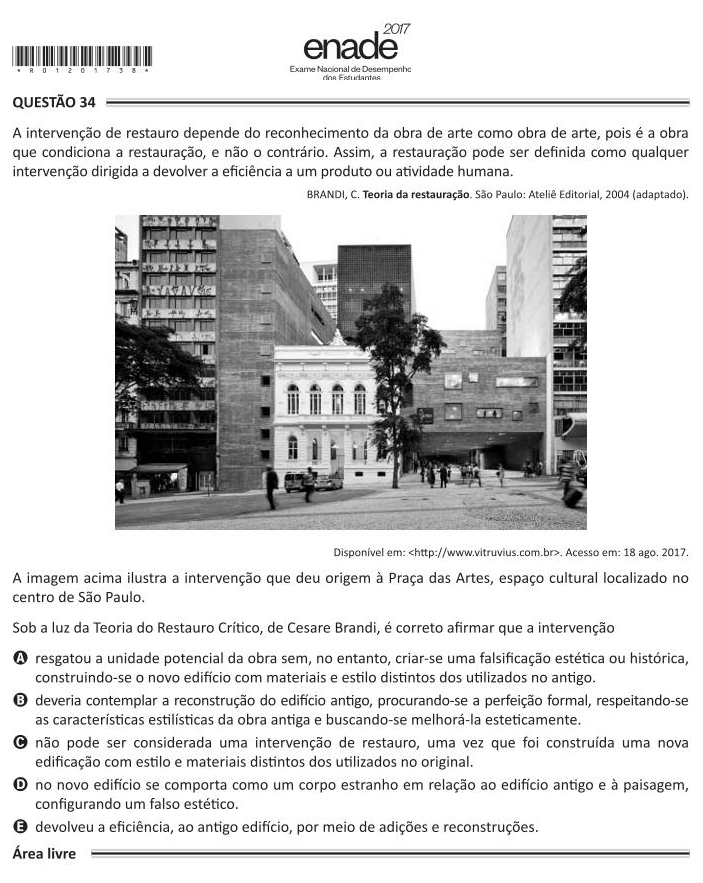 2017
enade
Exame Nacional de Desempenho
dos Estudantes
*R01201738*
QUESTÃO 34
A intervenção de restauro depende do reconhecimento da obra de arte como obra de arte, pois é a obra
que condiciona a restauração, e não o contrário. Assim, a restauração pode ser definida como qualquer
intervenção dirigida a devolver a eficiência a um produto ou atividade humana.
BRANDI, C. Teoria da restauração. São Paulo: Ateliê Editorial, 2004 (adaptado).
Disponível em: <http://www.vitruvius.com.br>. Acesso em: 18 ago. 2017.
A imagem acima ilustra a intervenção que deu origem à Praça das Artes, espaço cultural localizado no
centro de São Paulo.
Sob a luz da Teoria do Restauro Crítico, de Cesare Brandi, é correto afirmar que a intervenção
A resgatou a unidade potencial da obra sem, no entanto, criar-se uma falsificação estética ou histórica,
construindo-se o novo edifício com materiais e estilo distintos dos utilizados no antigo.
B deveria contemplar a reconstrução do edifício antigo, procurando-se a perfeição formal, respeitando-se
as características estilísticas da obra antiga e buscando-se melhorá-la esteticamente.
C não pode ser considerada uma intervenção de restauro, uma vez que foi construída uma nova
edificação com estilo e materiais distintos dos utilizados no original.
D no novo edifício se comporta como um corpo estranho em relação ao edifício antigo e à paisagem,
configurando um falso estético.
E devolveu a eficiência, ao antigo edifício, por meio de adições e reconstruções.
Área livre